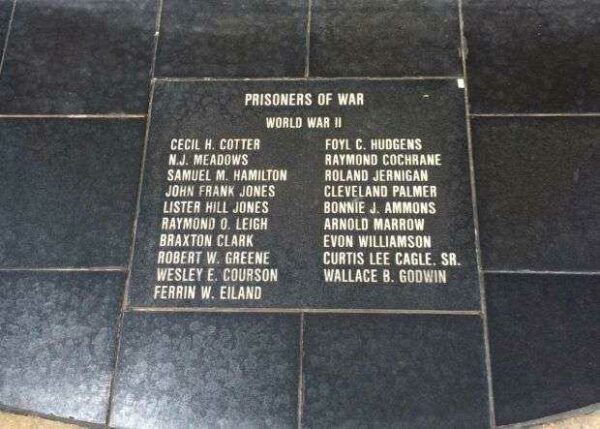 PRISONERS OF WAR
WORLD WAR II
CECIL H. COTTER
N.J. MEADOWS
SAMUEL M. HAMILTON
JOHN FRANK JONES
LISTER HILL JONES
RAYMOND O. LEIGH
BRAXTON CLARK
ROBERT W. GREENE
WESLEY E. COURSON
FERRIN W. EILAND
FOYL C. HUDGENS
RAYMOND COCHRANE
ROLAND JERNIGAN
CLEVELAND PALMER
BONNIE J. AMMONS
ARNOLD MARROW
EVON WILLIAMSON
CURTIS LEE CAGLE, SR.
WALLACE B. GODWIN